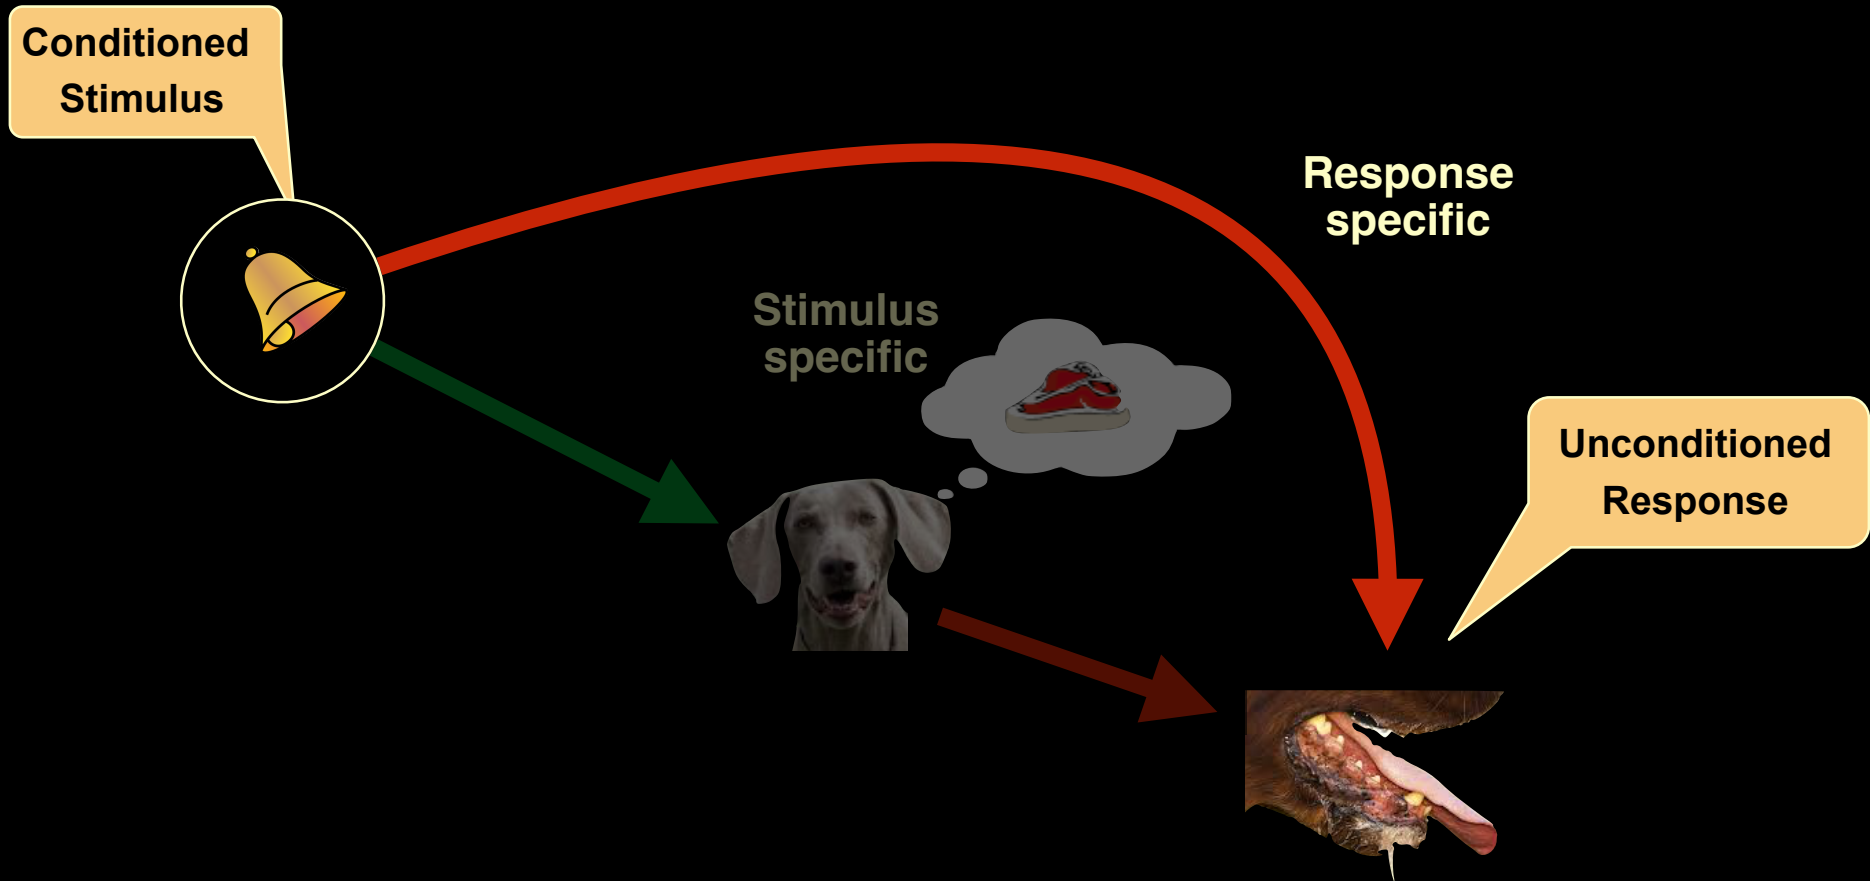 Conditioned
Stimulus
Response
specific
Stimulus
specific
Unconditioned
Response